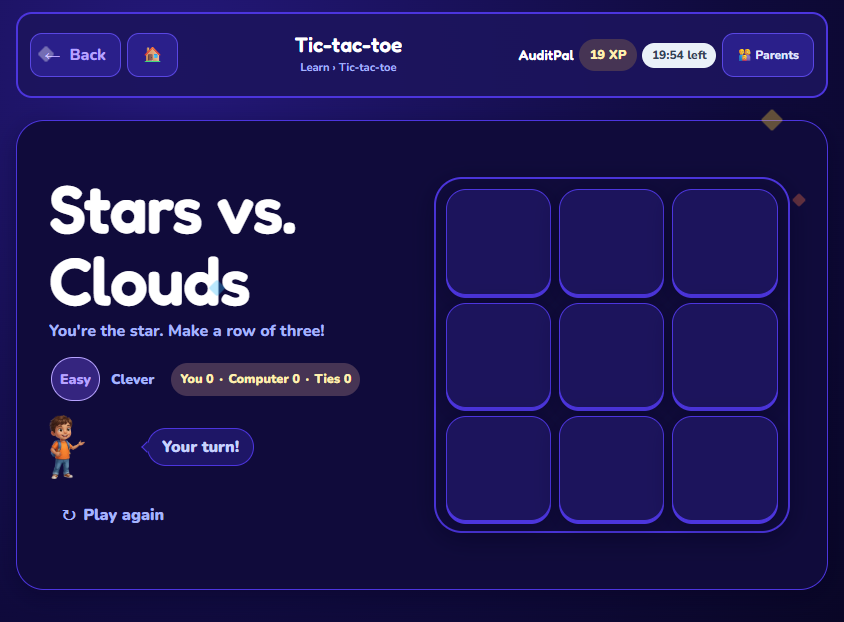 ← Back
Tic-tac-toe
Learn › Tic-tac-toe
AuditPal
19 XP
19:54 left
Parents
Stars vs.
Clouds
You're the star. Make a row of three!
Easy
Clever
You 0 · Computer 0 · Ties 0
Your turn!
↻ Play again